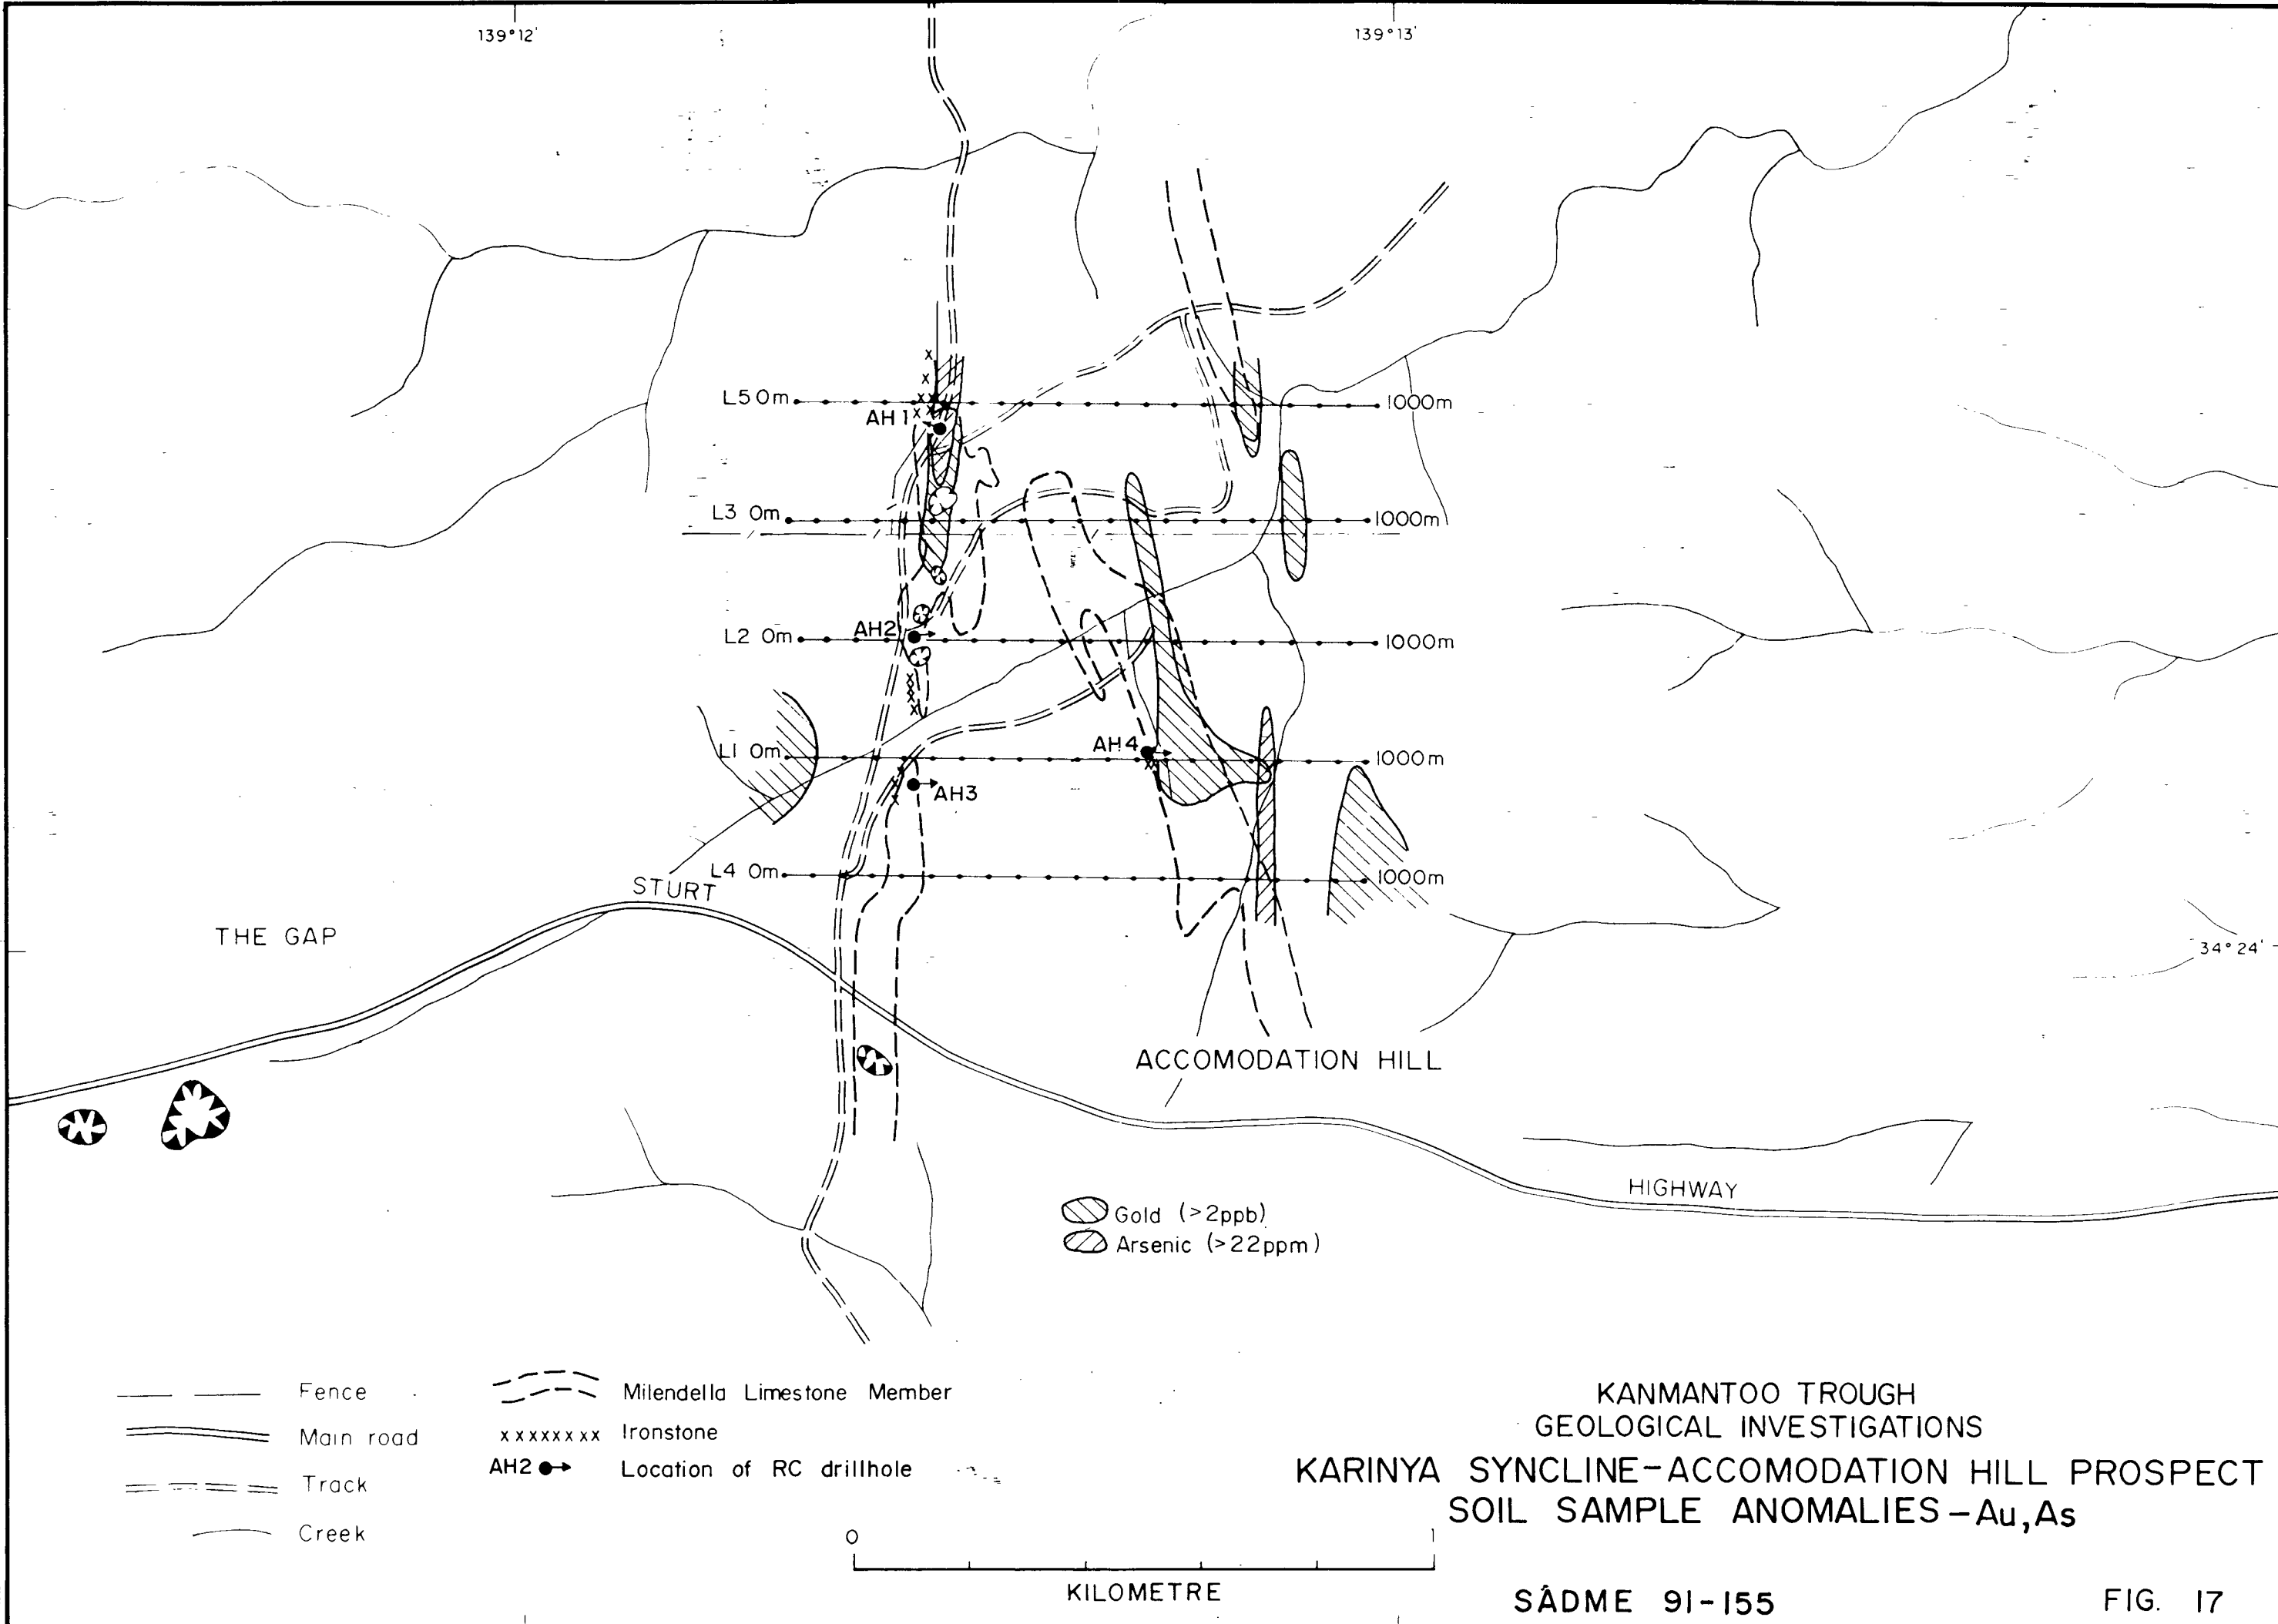 139°12'
139°13'
L5 0m
1000m
AH 1
L3 0m
1000m
AH2
L2 0m
1000m
AH4
L1 0m
1000m
AH3
L4 0m
1000m
STURT
THE GAP
34°24'
ACCOMODATION HILL
HIGHWAY
Gold (>2ppb)
Arsenic (>22ppm)
Fence
Main road
Track
Creek
Milendella Limestone Member
xxxxxxxx Ironstone
AH2 Location of RC drillhole
0 1
KILOMETRE
KANMANTOO TROUGH
GEOLOGICAL INVESTIGATIONS
KARINYA SYNCLINE-ACCOMODATION HILL PROSPECT
SOIL SAMPLE ANOMALIES-Au,As
SADME 91-155
FIG. 17